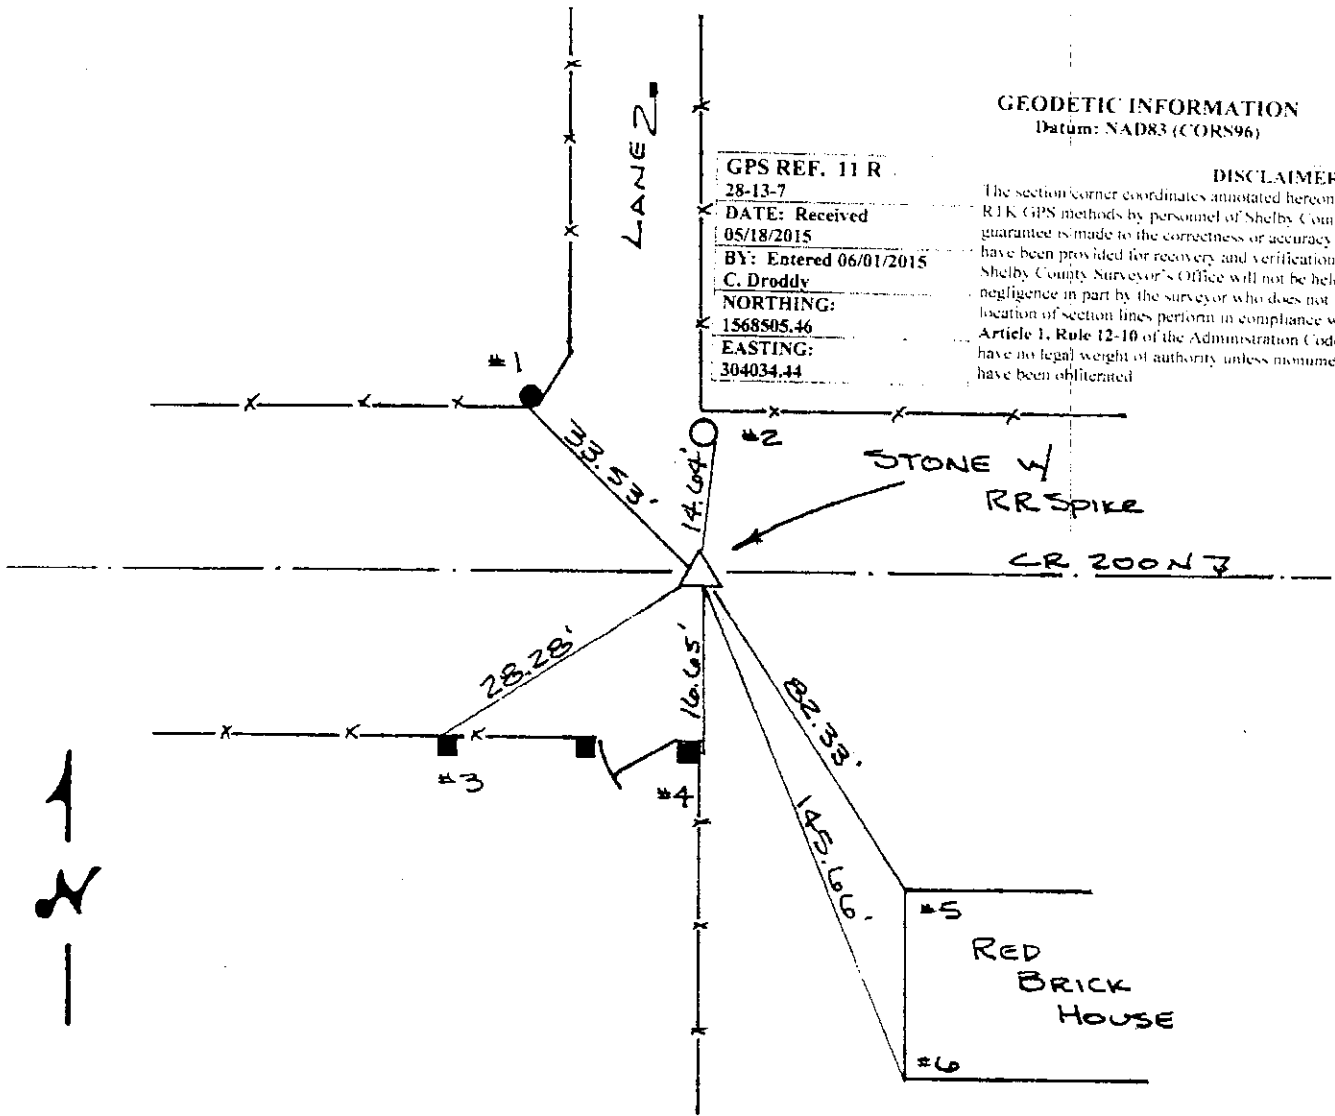 GEODETIC INFORMATION
Datum: NAD83 (CORS96)
LANE
GPS REF. 11 R
28-13-7
DATE: Received
05/18/2015
BY: Entered 06/01/2015
C. Droddy
NORTHING:
1568505.46
EASTING:
304034.44
DISCLAIMER
The section corner coordinates annotated hereon
RTK GPS methods by personnel of Shelby Coun
guarantee is made to the correctness or accuracy
have been provided for recovery and verification
Shelby County Surveyor's Office will not be held
negligence in part by the surveyor who does not
location of section lines perform in compliance w
Article 1, Rule 12-10 of the Administration Code
have no legal weight of authority unless monume
have been obliterated
#1
#2
33.53'
14.64'
STONE W/
RR SPIKE
CR. 200 N
28.28'
16.65'
82.33'
145.66'
#3
#4
#5
RED
BRICK
HOUSE
#6
N